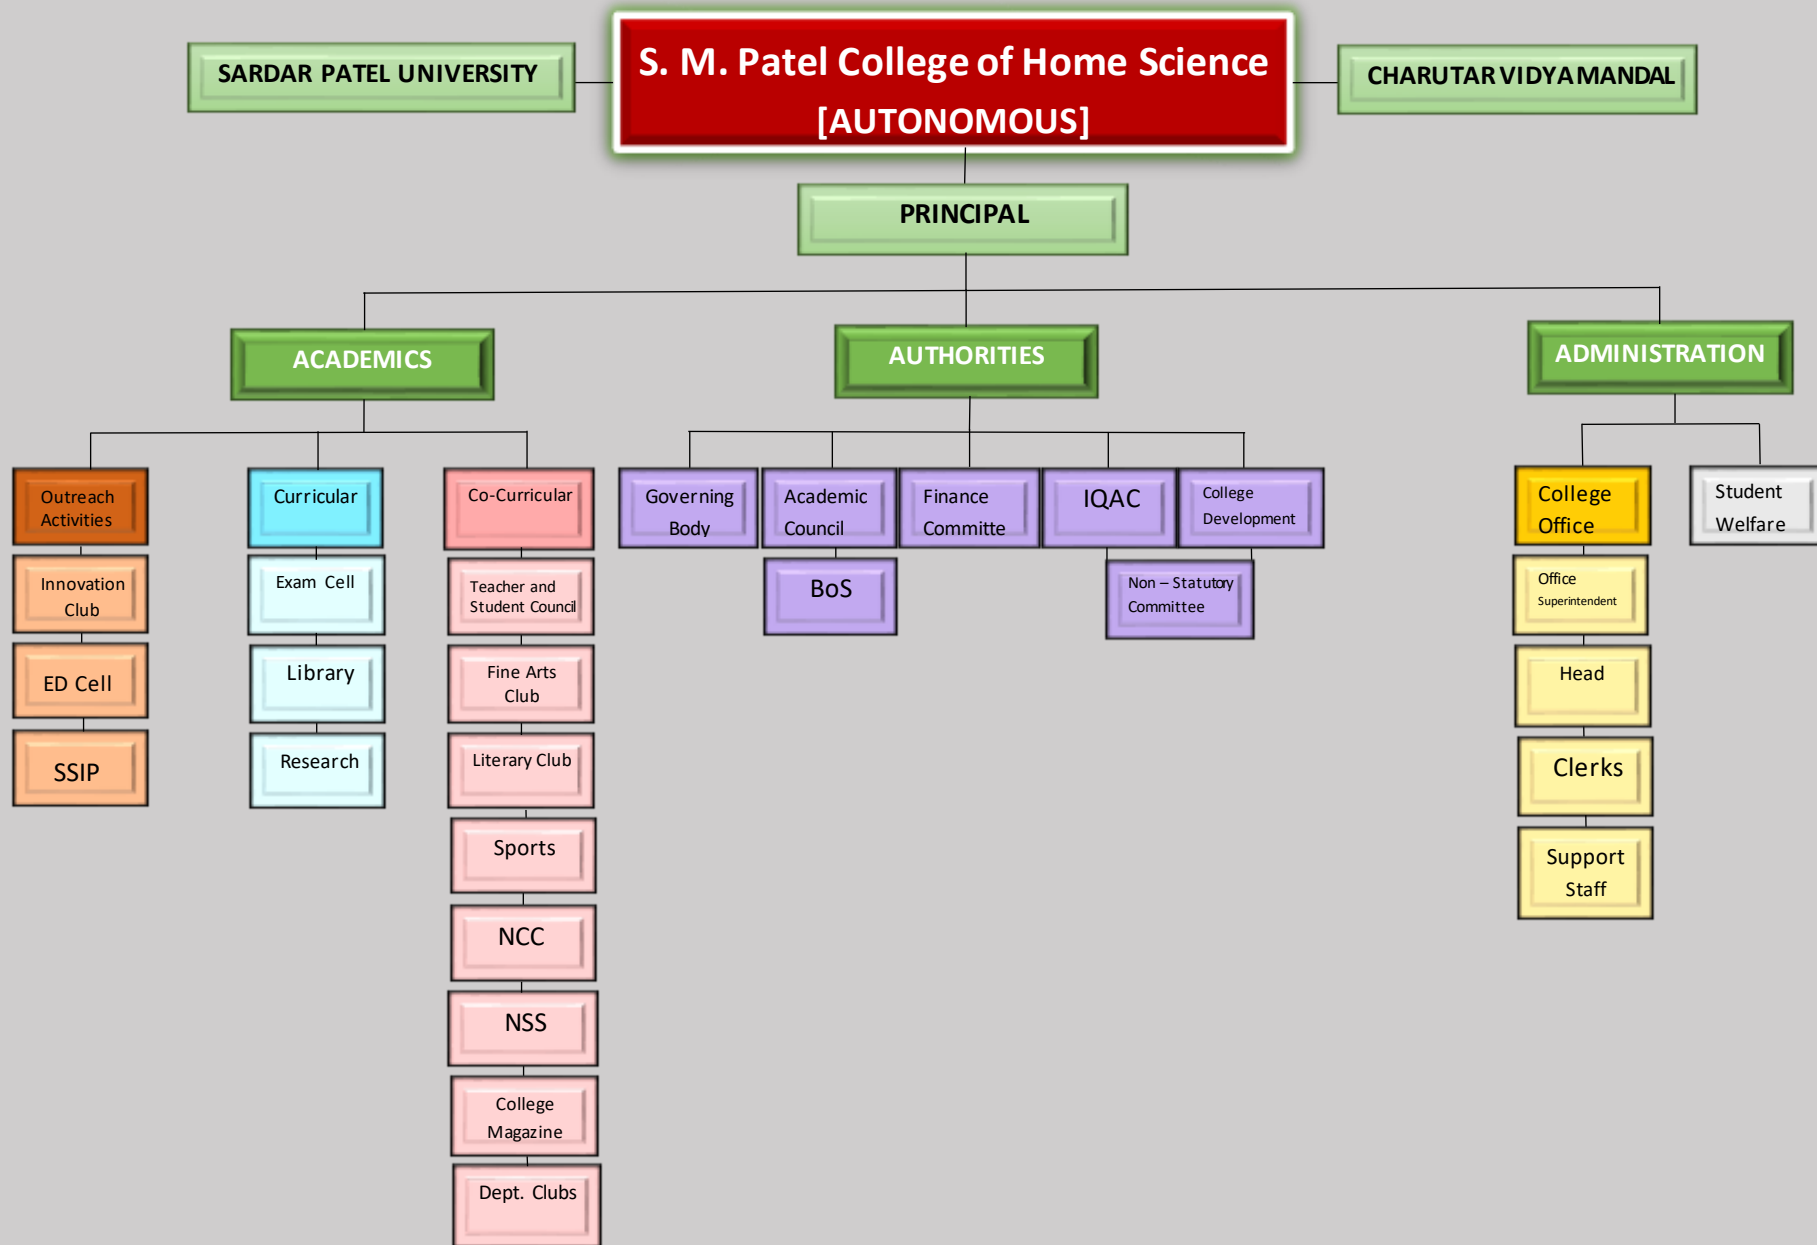 SARDAR PATEL UNIVERSITY
S. M. Patel College of Home Science
[AUTONOMOUS]
CHARUTAR VIDYA MANDAL
PRINCIPAL
ACADEMICS
AUTHORITIES
ADMINISTRATION
Outreach
Activities
Innovation
Club
ED Cell
SSIP
Curricular
Exam Cell
Library
Research
Co-Curricular
Teacher and
Student Council
Fine Arts
Club
Literary Club
Sports
NCC
NSS
College
Magazine
Dept. Clubs
Governing
Body
Academic
Council
BoS
Finance
Committe
IQAC
College
Development
Non – Statutory
Committee
College
Office
Office
Superintendent
Head
Clerks
Support
Staff
Student
Welfare